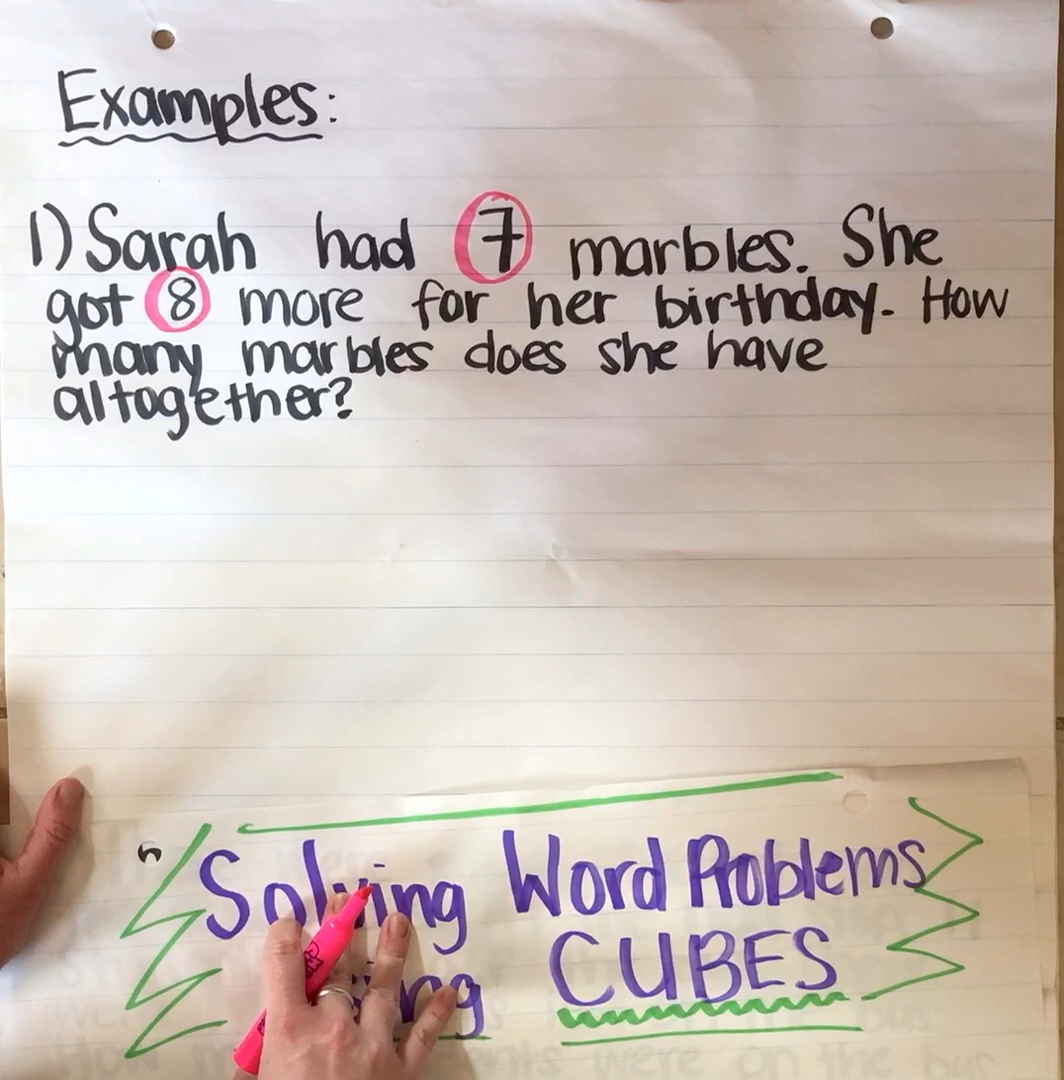 Examples:
1) Sarah had 7 marbles. She
got 8 more for her birthday. How
many marbles does she have
altogether?
Solving Word Problems
CUBES